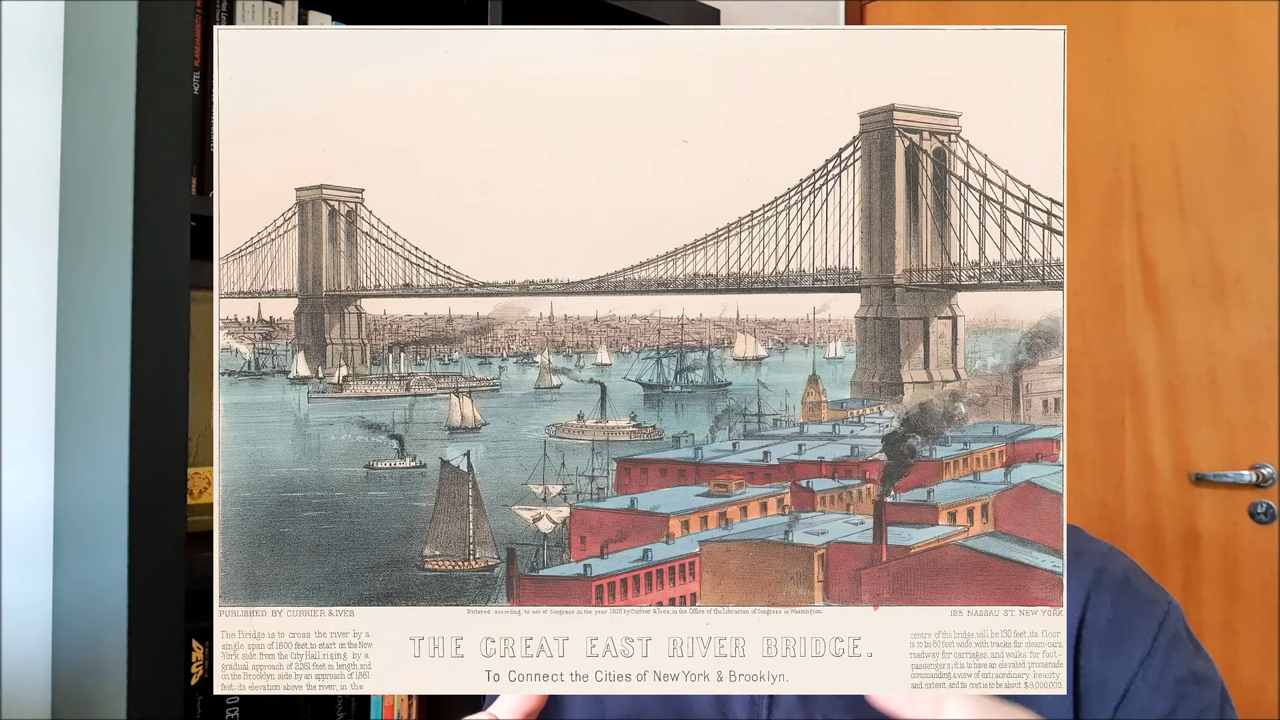 HOTEL PLANEJAMENTO E
PUBLISHED BY CURRIER & IVES
Entered according to act of Congress in the year by Currier & Ives, in the Office of the Librarian of Congress at Washington.
125 NASSAU ST. NEW YORK
The Bridge is to cross the river by a
single span of 1600 feet, to start on the New
York side from the City Hall, rising by a
gradual approach of 2381 feet in length, and
on the Brooklyn side by an approach of 1881
feet: its elevation above the river, in the
THE GREAT EAST RIVER BRIDGE.
To Connect the Cities of New York & Brooklyn.
centre of the bridge, will be 130 feet, its floor
is to be 80 feet wide, with tracks for steam-cars,
roadway for carriages, and walks for foot-
passengers; it is to have an elevated promenade
commanding a view of extraordinary beauty
and extent; and its cost is to be about $8,000,000.
DEUS